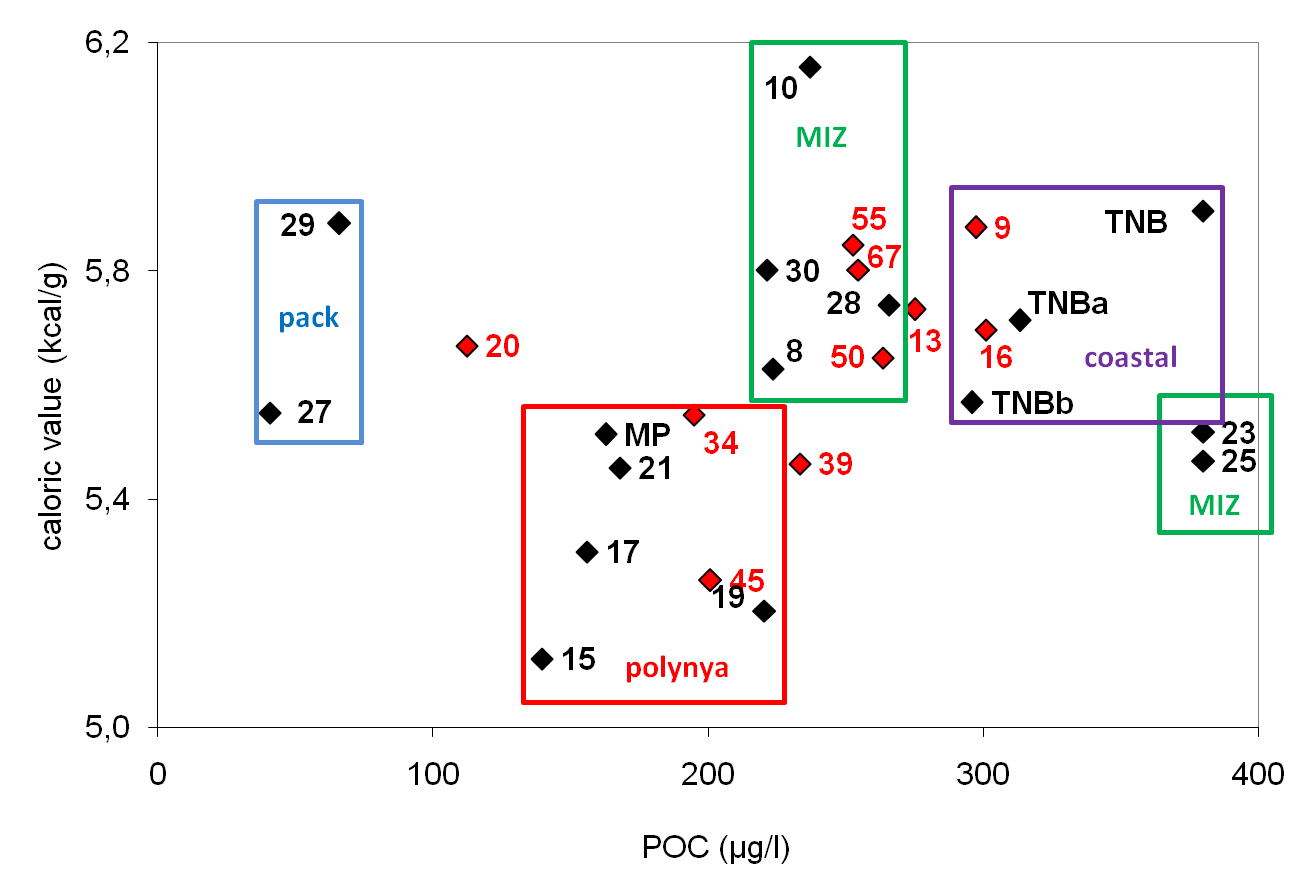 6,2
10
MIZ
55
67
29
30
28
9
TNB
5,8
pack
TNBa
20
8
50
13
16
coastal
27
TNBb
MP
34
23
21
39
25
5,4
MIZ
17
45
19
15
polynya
5,0
0
100
200
300
400
caloric value (kcal/g)
POC (µg/l)